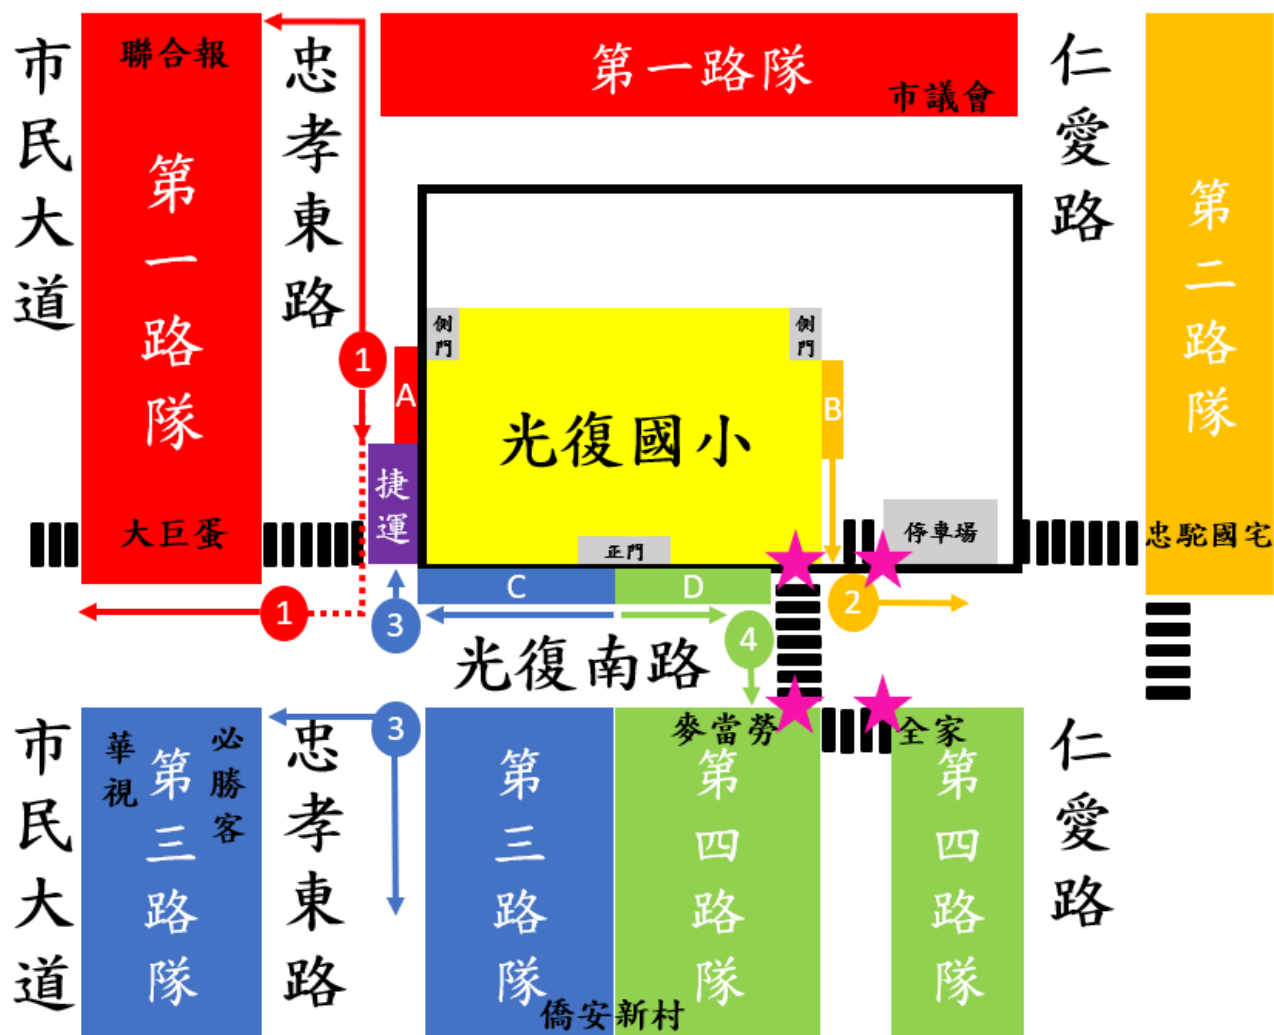 市民大道
聯合報
第一路隊
大巨蛋
忠孝東路
第一路隊
市議會
仁愛路
第二路隊
忠駝國宅
1
A
捷運
側門
側門
光復國小
B
正門
停車場
C
D
1
3
4
2
光復南路
市民大道
華視
必勝客
第三路隊
忠孝東路
3
第三路隊
麥當勞
第四路隊
僑安新村
全家
第四路隊
仁愛路